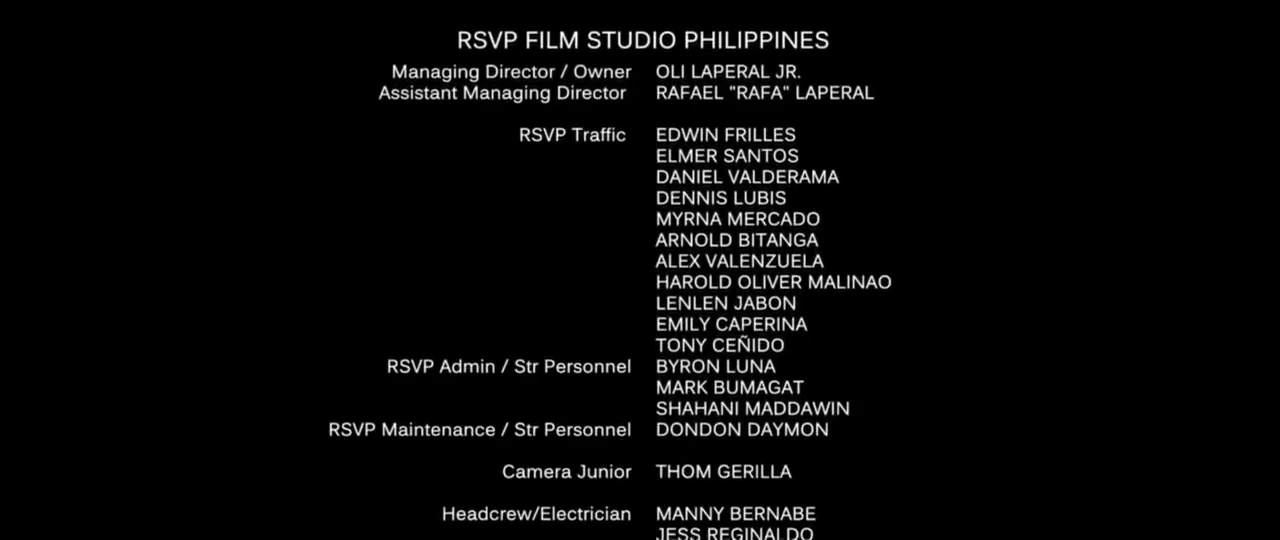 RSVP FILM STUDIO PHILIPPINES
Managing Director / Owner OLI LAPERAL JR.
Assistant Managing Director RAFAEL "RAFA" LAPERAL
RSVP Traffic EDWIN FRILLES
ELMER SANTOS
DANIEL VALDERAMA
DENNIS LUBIS
MYRNA MERCADO
ARNOLD BITANGA
ALEX VALENZUELA
HAROLD OLIVER MALINAO
LENLEN JABON
EMILY CAPERINA
TONY CEÑIDO
RSVP Admin / Str Personnel BYRON LUNA
MARK BUMAGAT
SHAHANI MADDAWIN
RSVP Maintenance / Str Personnel DONDON DAYMON
Camera Junior THOM GERILLA
Headcrew/Electrician MANNY BERNABE
JESS REGINALDO